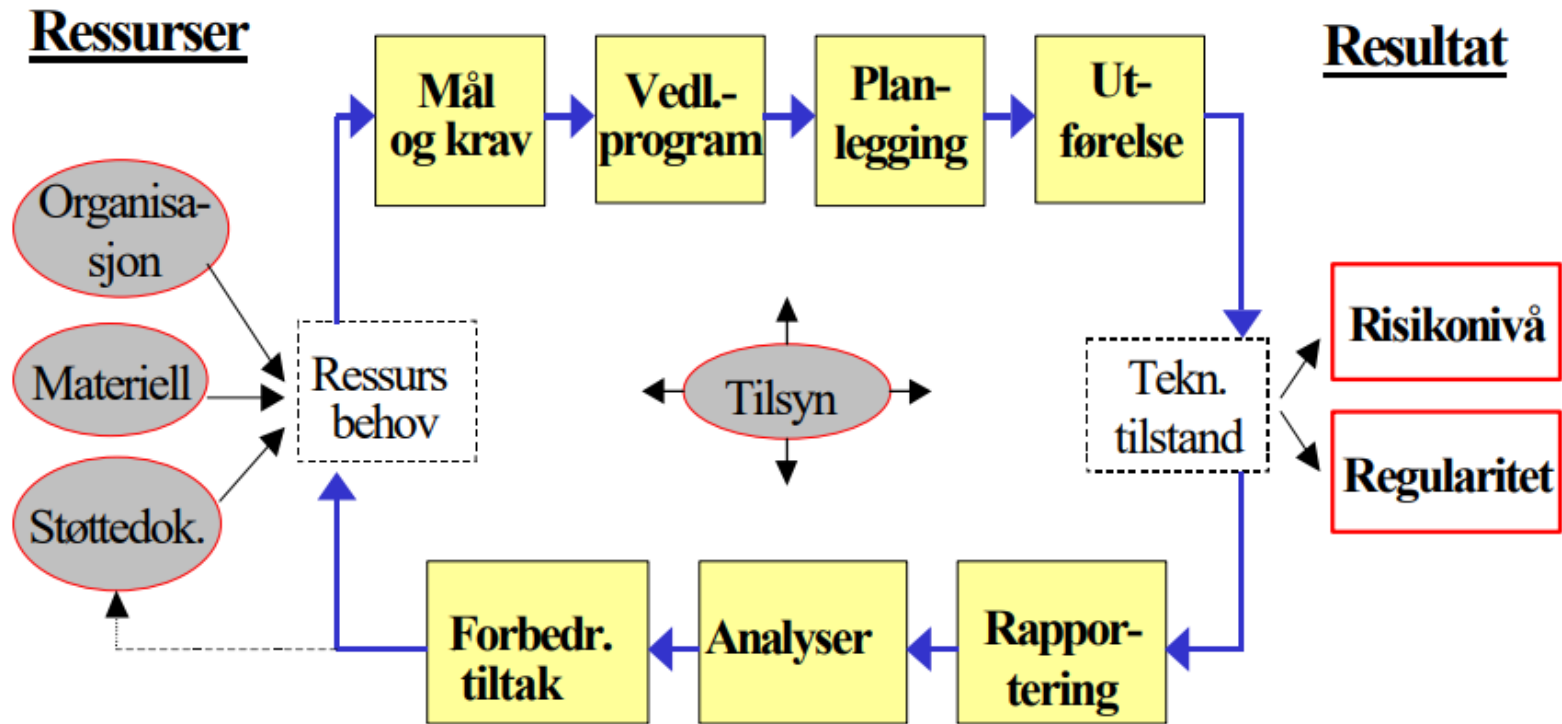 Ressurser
Resultat
Mål
og krav
Vedl.-
program
Plan-
legging
Ut-
førelse
Organisa-
sjon
Materiell
Støttedok.
Ressurs
behov
Tilsyn
Tekn.
tilstand
Risikonivå
Regularitet
Forbedr.
tiltak
Analyser
Rappor-
tering